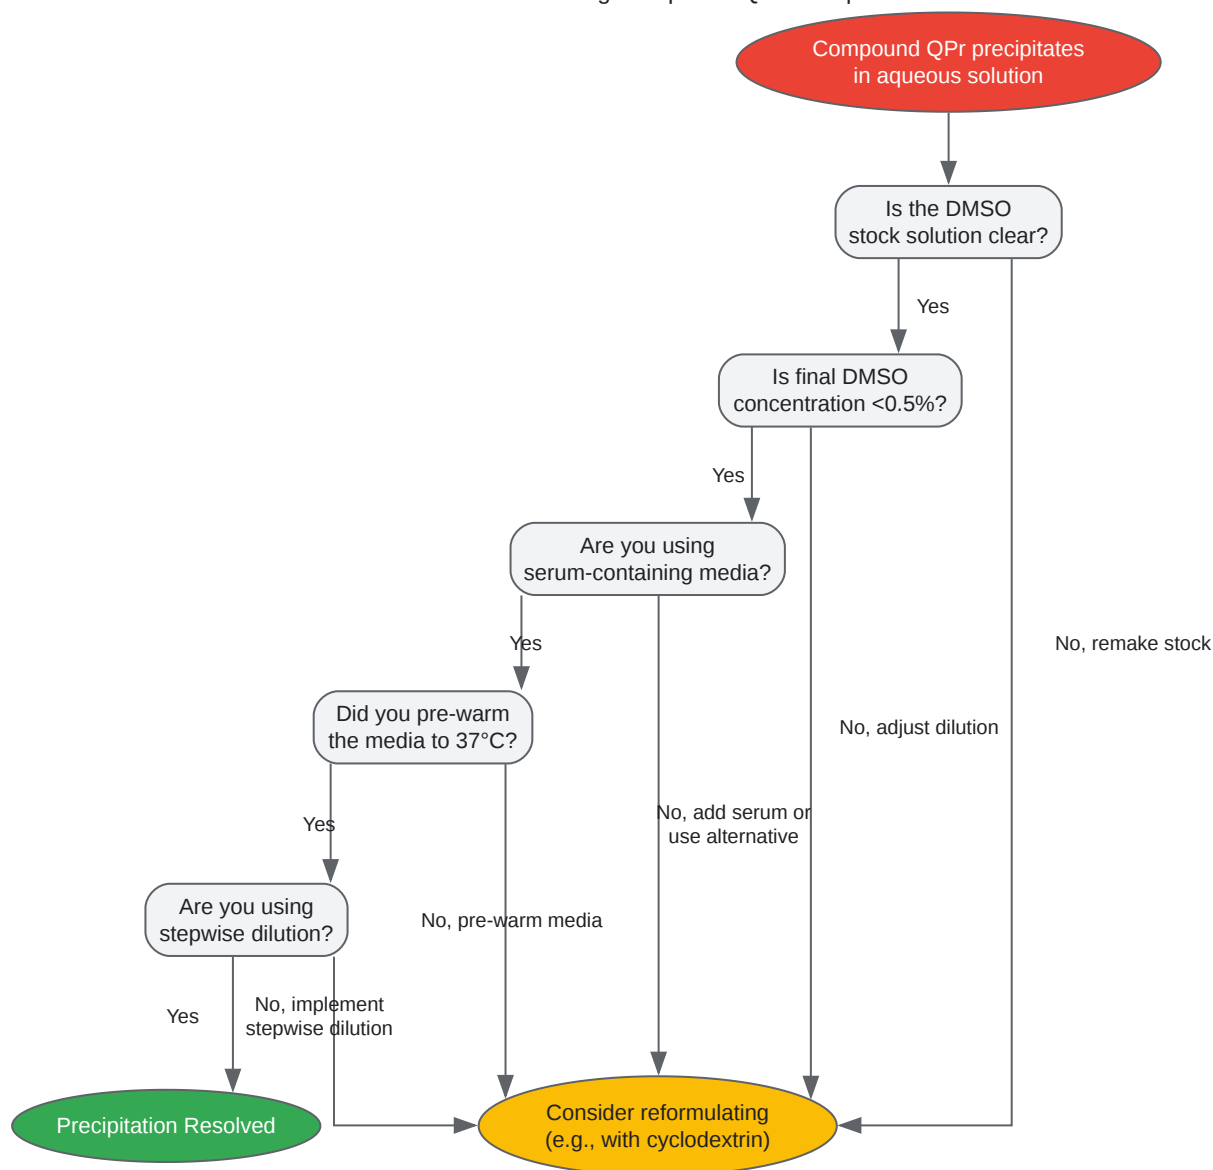 Compound QPr precipitates
in aqueous solution
Is the DMSO
stock solution clear?
Yes
Is final DMSO
concentration <0.5%?
Yes
Are you using
serum-containing media?
Yes
No, remake stock
Did you pre-warm
the media to 37°C?
No, adjust dilution
Yes
No, add serum or
use alternative
Are you using
stepwise dilution?
No, pre-warm media
Yes
No, implement
stepwise dilution
Precipitation Resolved
Consider reformulating
(e.g., with cyclodextrin)